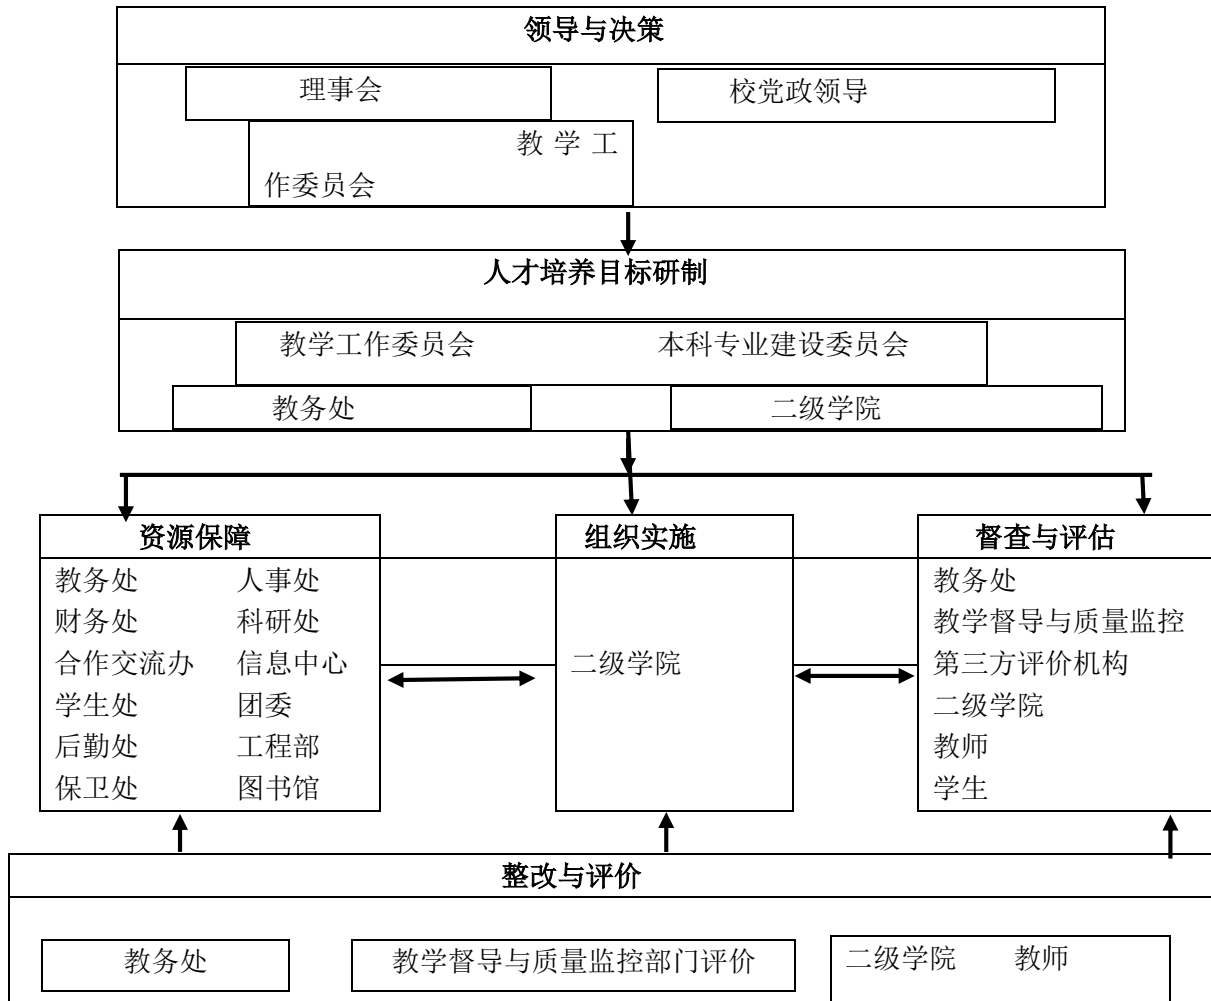 领导与决策
理事会
校党政领导
教 学 工
作委员会
人才培养目标研制
教学工作委员会
本科专业建设委员会
教务处
二级学院
资源保障
教务处 人事处
财务处 科研处
合作交流办 信息中心
学生处 团委
后勤处 工程部
保卫处 图书馆
组织实施
二级学院
督查与评估
教务处
教学督导与质量监控
第三方评价机构
二级学院
教师
学生
整改与评价
教务处
教学督导与质量监控部门评价
二级学院 教师